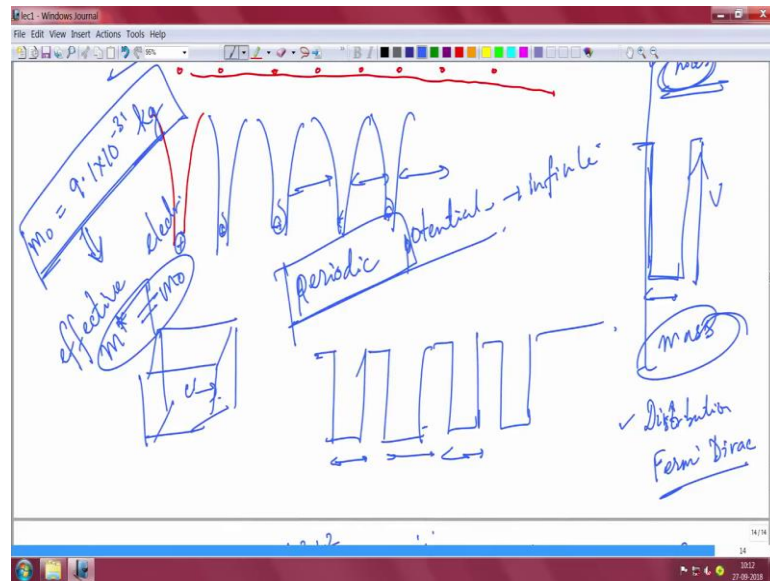 lec1 - Windows Journal
File Edit View Insert Actions Tools Help
96%
B I
m0 = 9.1×10^-31 kg
electr.
effective
m* ≠ m0
periodic potential → infinite
V
e →
mass
✓ Distribution
Fermi Dirac
14/14
14
10:12
27-09-2018